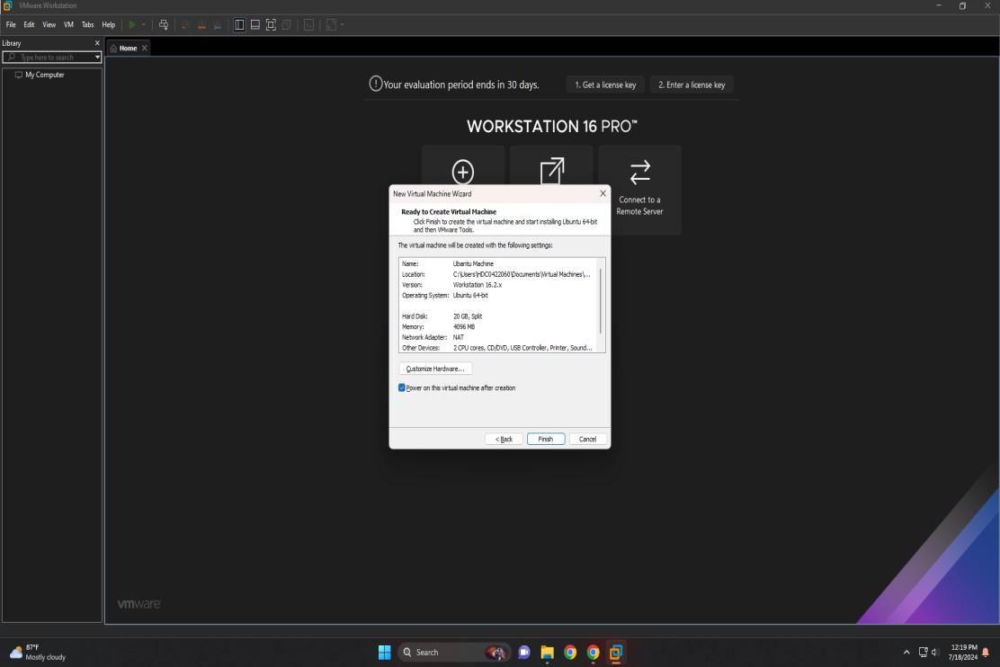 VMware Workstation
File Edit View VM Tabs Help
Library
Type here to search
My Computer
Home
Your evaluation period ends in 30 days.
1. Get a license key
2. Enter a license key
WORKSTATION 16 PRO™
Connect to a
Remote Server
New Virtual Machine Wizard
Ready to Create Virtual Machine
Click Finish to create the virtual machine and start installing Ubuntu 64-bit
and then VMware Tools.
The virtual machine will be created with the following settings:
Name: Ubantu Machine
Location: C:\Users\HDC0422060\Documents\Virtual Machines\...
Version: Workstation 16.2.x
Operating System: Ubuntu 64-bit
Hard Disk: 20 GB, Split
Memory: 4096 MB
Network Adapter: NAT
Other Devices: 2 CPU cores, CD/DVD, USB Controller, Printer, Sound...
Customize Hardware...
Power on this virtual machine after creation
< Back Finish Cancel
vmware
87°F
Mostly cloudy
Search
12:19 PM
7/18/2024